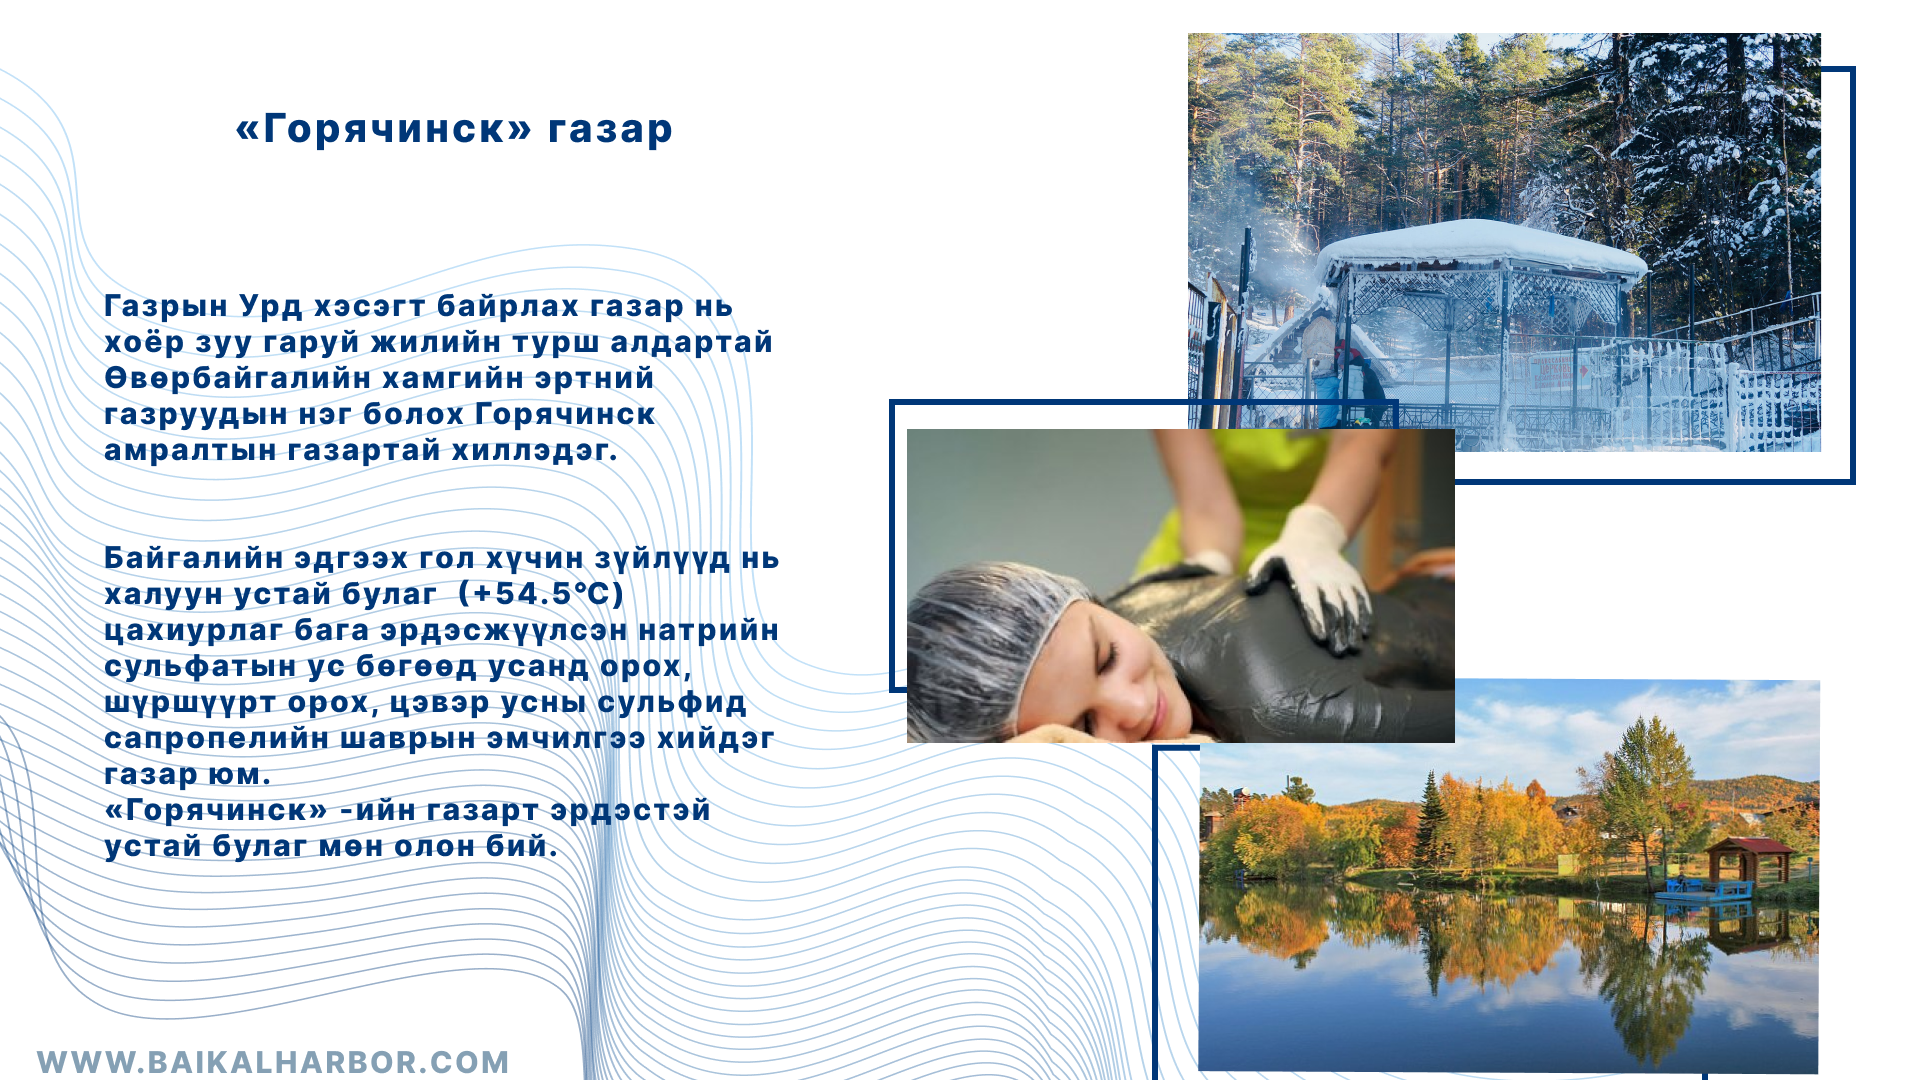 «Горячинск» газар
Газрын Урд хэсэгт байрлах газар нь
хоёр зуу гаруй жилийн турш алдартай
Өвөрбайгалийн хамгийн эртний
газруудын нэг болох Горячинск
амралтын газартай хиллэдэг.
Байгалийн эдгээх гол хүчин зүйлүүд нь
халуун устай булаг  (+54.5°C)
цахиурлаг бага эрдэсжүүлсэн натрийн
сульфатын ус бөгөөд усанд орох,
шүршүүрт орох, цэвэр усны сульфид
сапропелийн шаврын эмчилгээ хийдэг
газар юм.
«Горячинск» -ийн газарт эрдэстэй
устай булаг мөн олон бий.
WWW.BAIKALHARBOR.COM